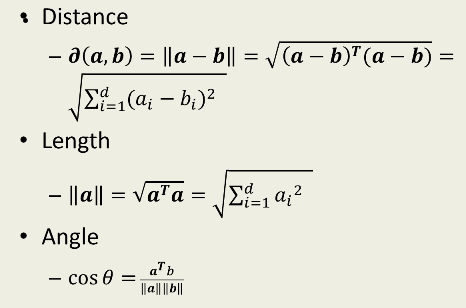 • Distance
– ∂(a, b) = ‖a − b‖ = √((a − b)ᵀ(a − b)) =
√(∑ᵢ₌₁ᵈ(aᵢ − bᵢ)²)
• Length
– ‖a‖ = √(aᵀa) = √(∑ᵢ₌₁ᵈ aᵢ²)
• Angle
– cos θ = aᵀb / ‖a‖‖b‖